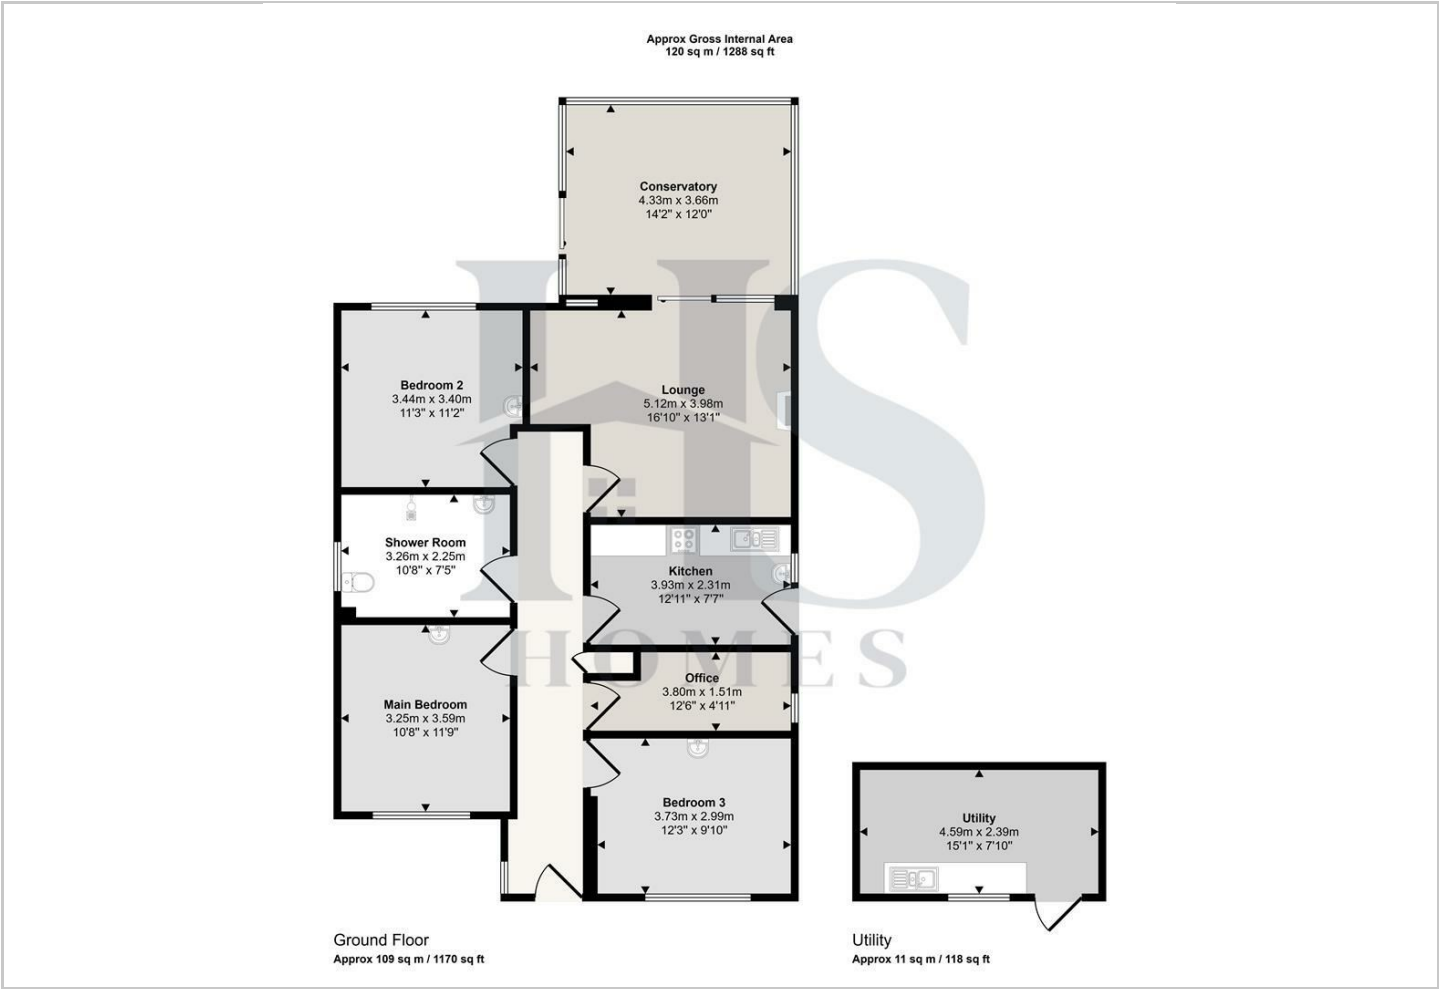 Approx Gross Internal Area
120 sq m / 1288 sq ft
Conservatory
4.33m x 3.66m
14'2" x 12'0"
Bedroom 2
3.44m x 3.40m
11'3" x 11'2"
Lounge
5.12m x 3.98m
16'10" x 13'1"
Shower Room
3.26m x 2.25m
10'8" x 7'5"
Kitchen
3.93m x 2.31m
12'11" x 7'7"
Office
3.80m x 1.51m
12'6" x 4'11"
Main Bedroom
3.25m x 3.59m
10'8" x 11'9"
Bedroom 3
3.73m x 2.99m
12'3" x 9'10"
Utility
4.59m x 2.39m
15'1" x 7'10"
HS
HOMES
Ground Floor
Approx 109 sq m / 1170 sq ft
Utility
Approx 11 sq m / 118 sq ft